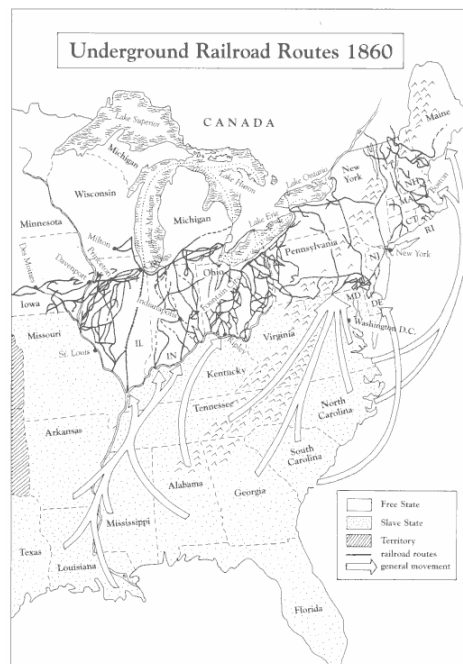 Underground Railroad Routes 1860
CANADA
Maine
Lake Superior
Michigan
Lake Huron
Lake Ontario
New York
NH
MA
CT
RI
Boston
Wisconsin
Lake Michigan
Michigan
Lake Erie
Minnesota
Milton
Pennsylvania
New York
NJ
Des Moines
Davenport
Ohio
Iowa
Indianapolis
MD
DE
Washington D.C.
Missouri
IL
IN
Virginia
St. Louis
Ripley
Kentucky
Tennessee
North Carolina
Arkansas
South Carolina
Alabama
Georgia
Mississippi
Texas
Louisiana
Florida
Free State
Slave State
Territory
railroad routes
general movement